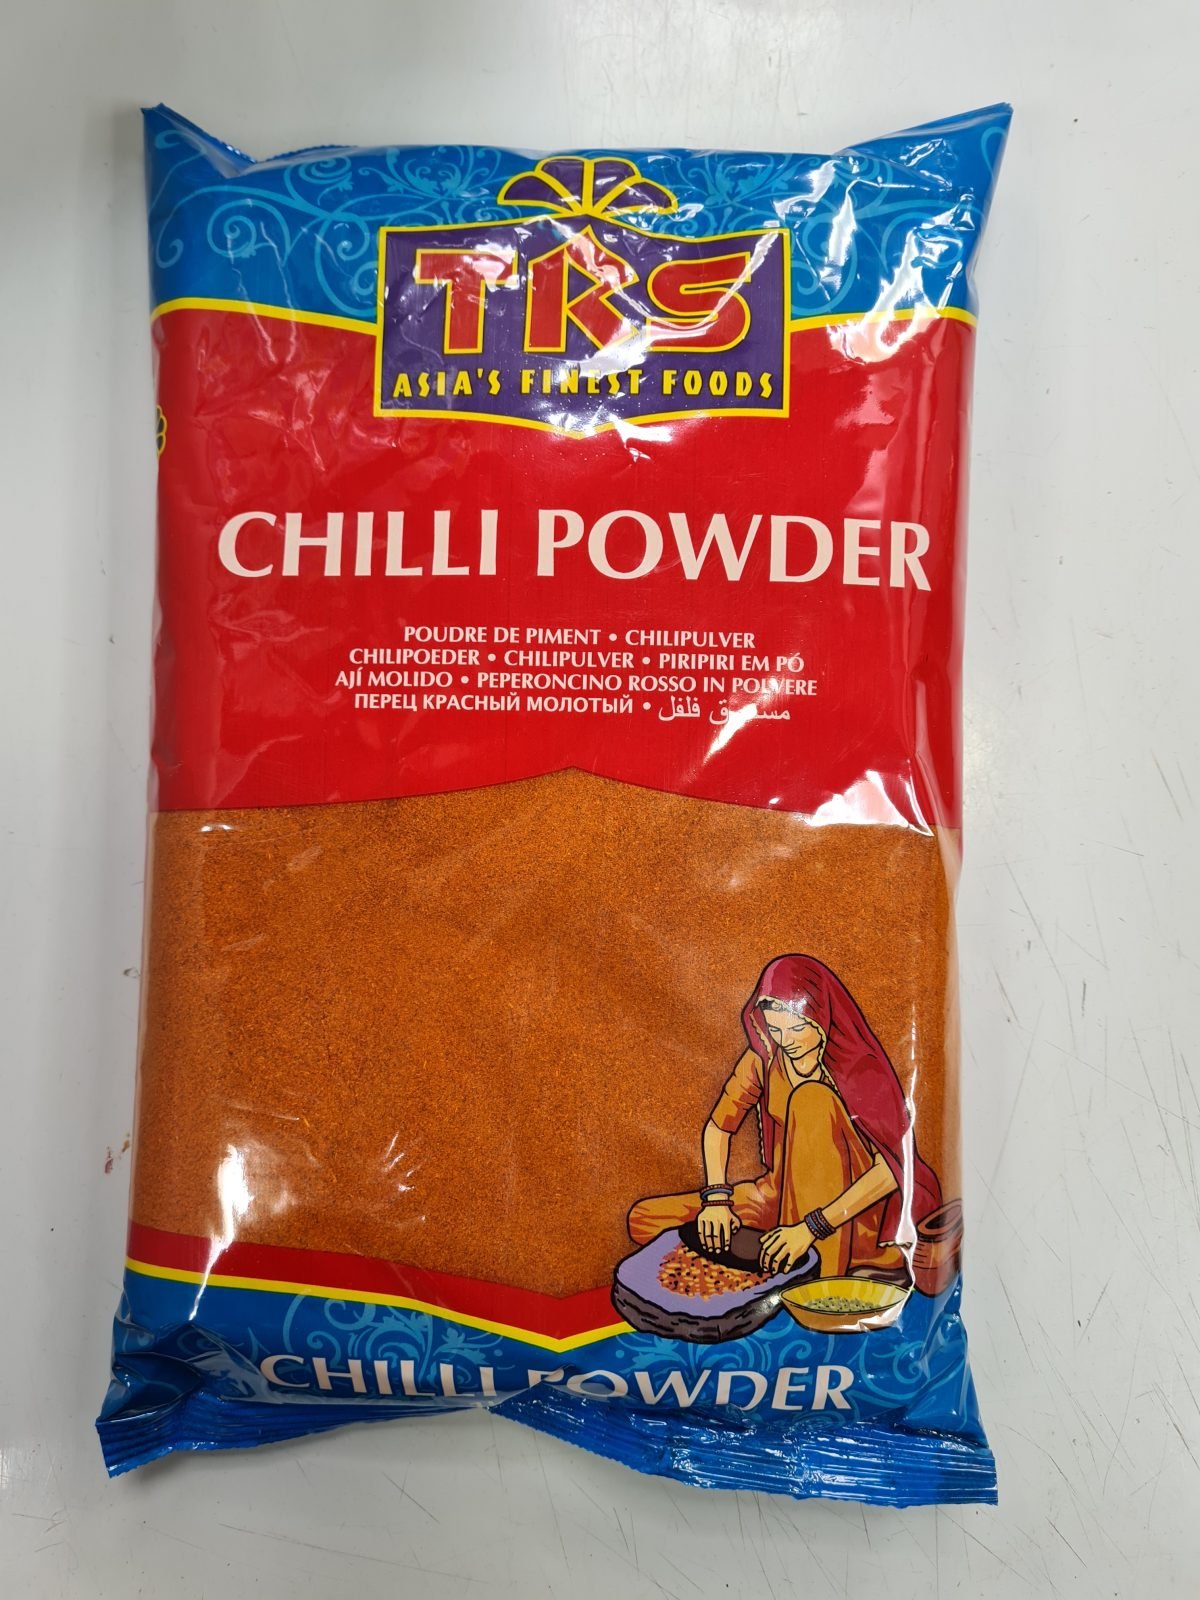 TRS
ASIA'S FINEST FOODS
CHILLI POWDER
POUDRE DE PIMENT • CHILIPULVER
CHILIPOEDER • CHILIPULVER • PIRIPIRI EM PÓ
AJÍ MOLIDO • PEPERONCINO ROSSO IN POLVERE
ПЕРЕЦ КРАСНЫЙ МОЛОТЫЙ • فلفل
CHILLI POWDER